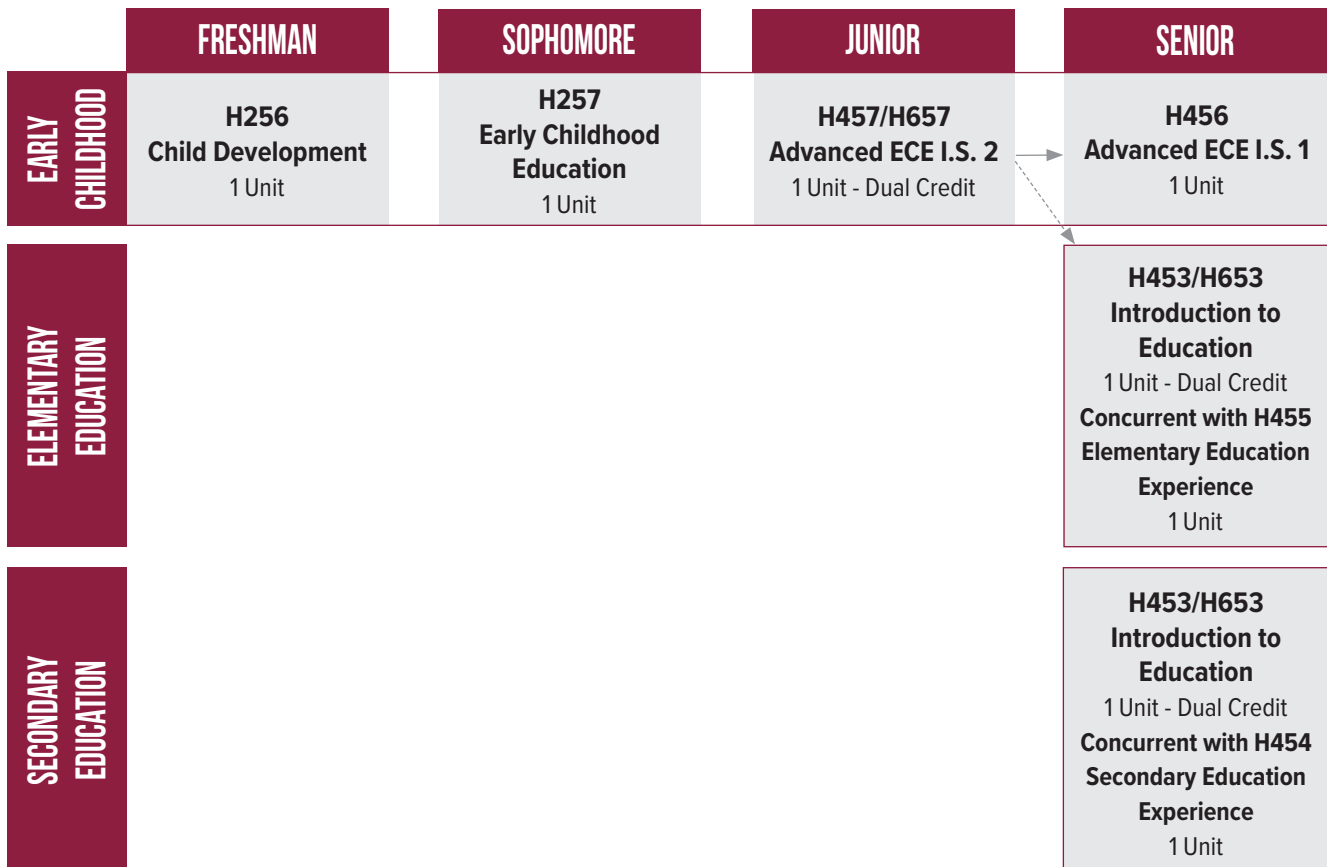 FRESHMAN
SOPHOMORE
JUNIOR
SENIOR
EARLY
CHILDHOOD
H256
Child Development
1 Unit
H257
Early Childhood
Education
1 Unit
H457/H657
Advanced ECE I.S. 2
1 Unit - Dual Credit
H456
Advanced ECE I.S. 1
1 Unit
ELEMENTARY
EDUCATION
H453/H653
Introduction to
Education
1 Unit - Dual Credit
Concurrent with H455
Elementary Education
Experience
1 Unit
SECONDARY
EDUCATION
H453/H653
Introduction to
Education
1 Unit - Dual Credit
Concurrent with H454
Secondary Education
Experience
1 Unit